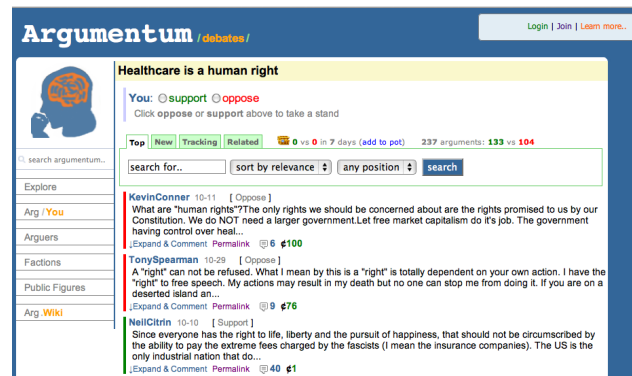 Argumentum /debates/
Login | Join | Learn more..
Healthcare is a human right
You: support oppose
Click oppose or support above to take a stand
Top New Tracking Related 0 vs 0 in 7 days (add to pot) 237 arguments: 133 vs 104
search argumentum..
search for.. sort by relevance any position search
Explore
Arg / You
Arguers
Factions
Public Figures
Arg .Wiki
KevinConner 10-11 [ Oppose ]
What are "human rights"?The only rights we should be concerned about are the rights promised to us by our
Constitution. We do NOT need a larger government.Let free market capitalism do it's job. The government
having control over heal...
↓Expand & Comment Permalink 6 ¢100
TonySpearman 10-29 [ Oppose ]
A "right" can not be refused. What I mean by this is a "right" is totally dependent on your own action. I have the
"right" to free speech. My actions may result in my death but no one can stop me from doing it. If you are on a
deserted island an...
↓Expand & Comment Permalink 9 ¢76
NeilCitrin 10-10 [ Support ]
Since everyone has the right to life, liberty and the pursuit of happiness, that should not be circumscribed by
the ability to pay the extreme fees charged by the fascists (I mean the insurance companies). The US is the
only industrial nation that do...
↓Expand & Comment Permalink 40 ¢1